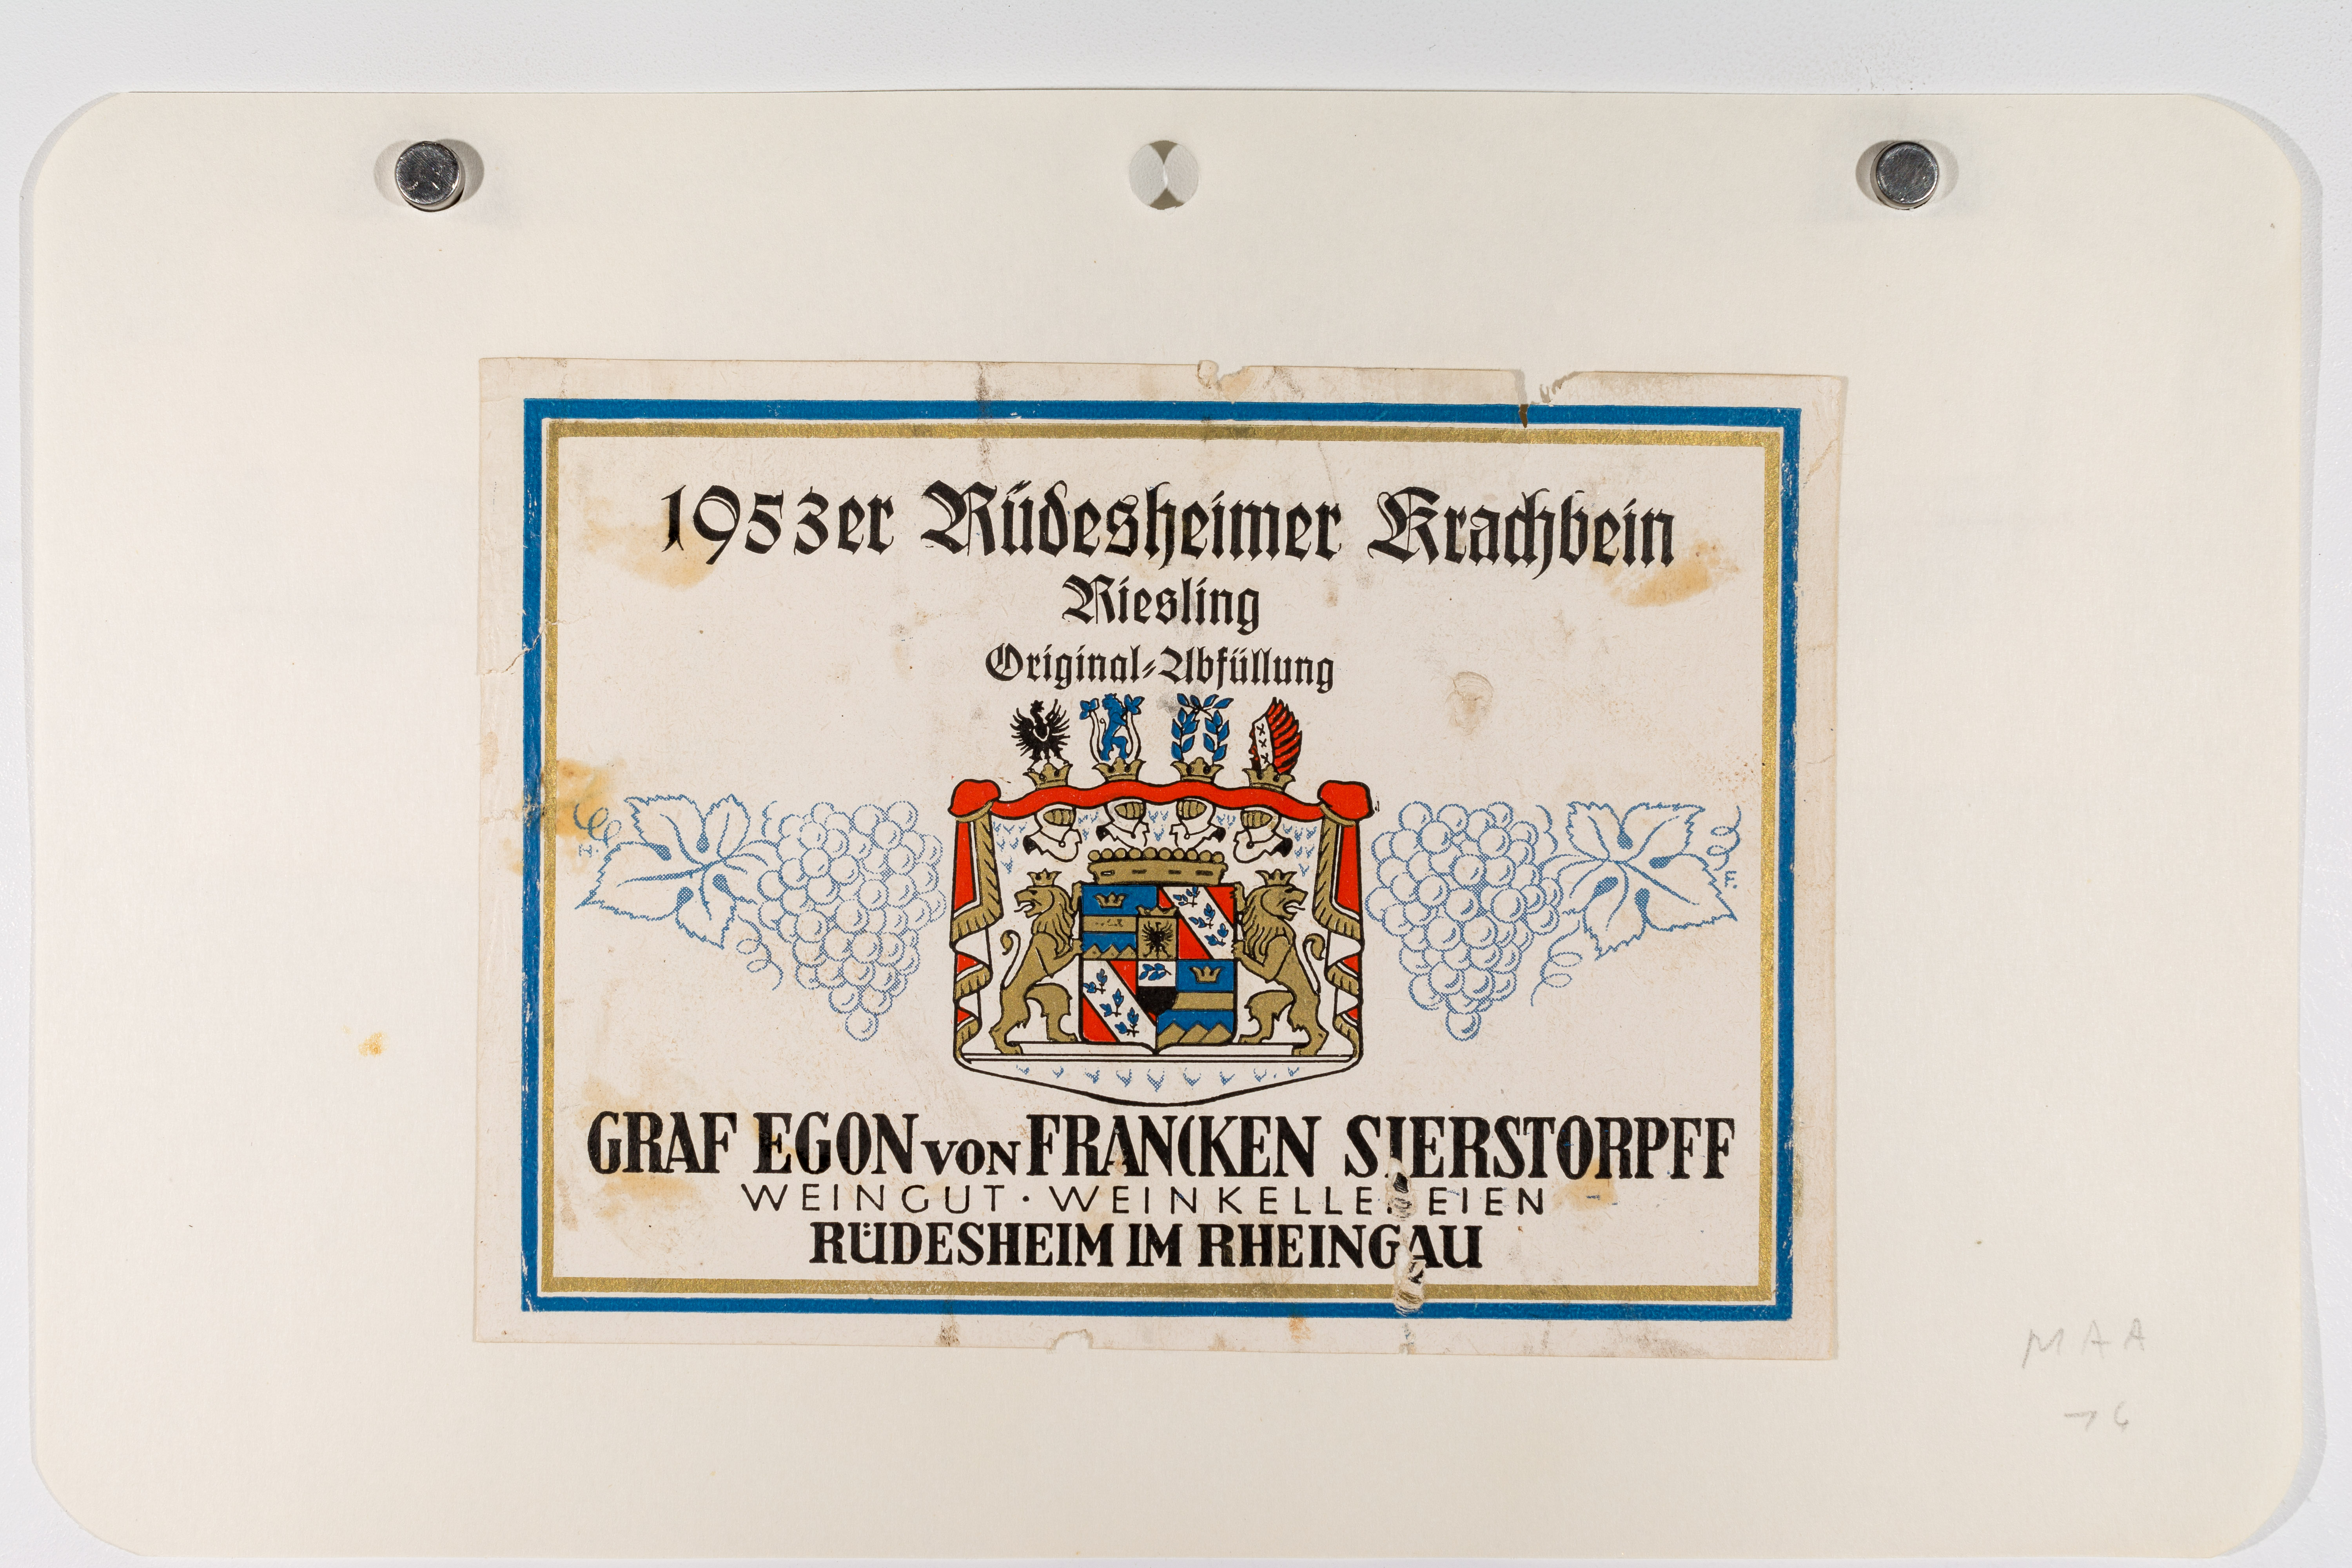 1953er Rüdesheimer Krachbein
Riesling
Original-Abfüllung
GRAF EGON VON FRANCKEN SIERSTORPFF
WEINGUT · WEINKELLEREIEN
RÜDESHEIM IM RHEINGAU
MAA